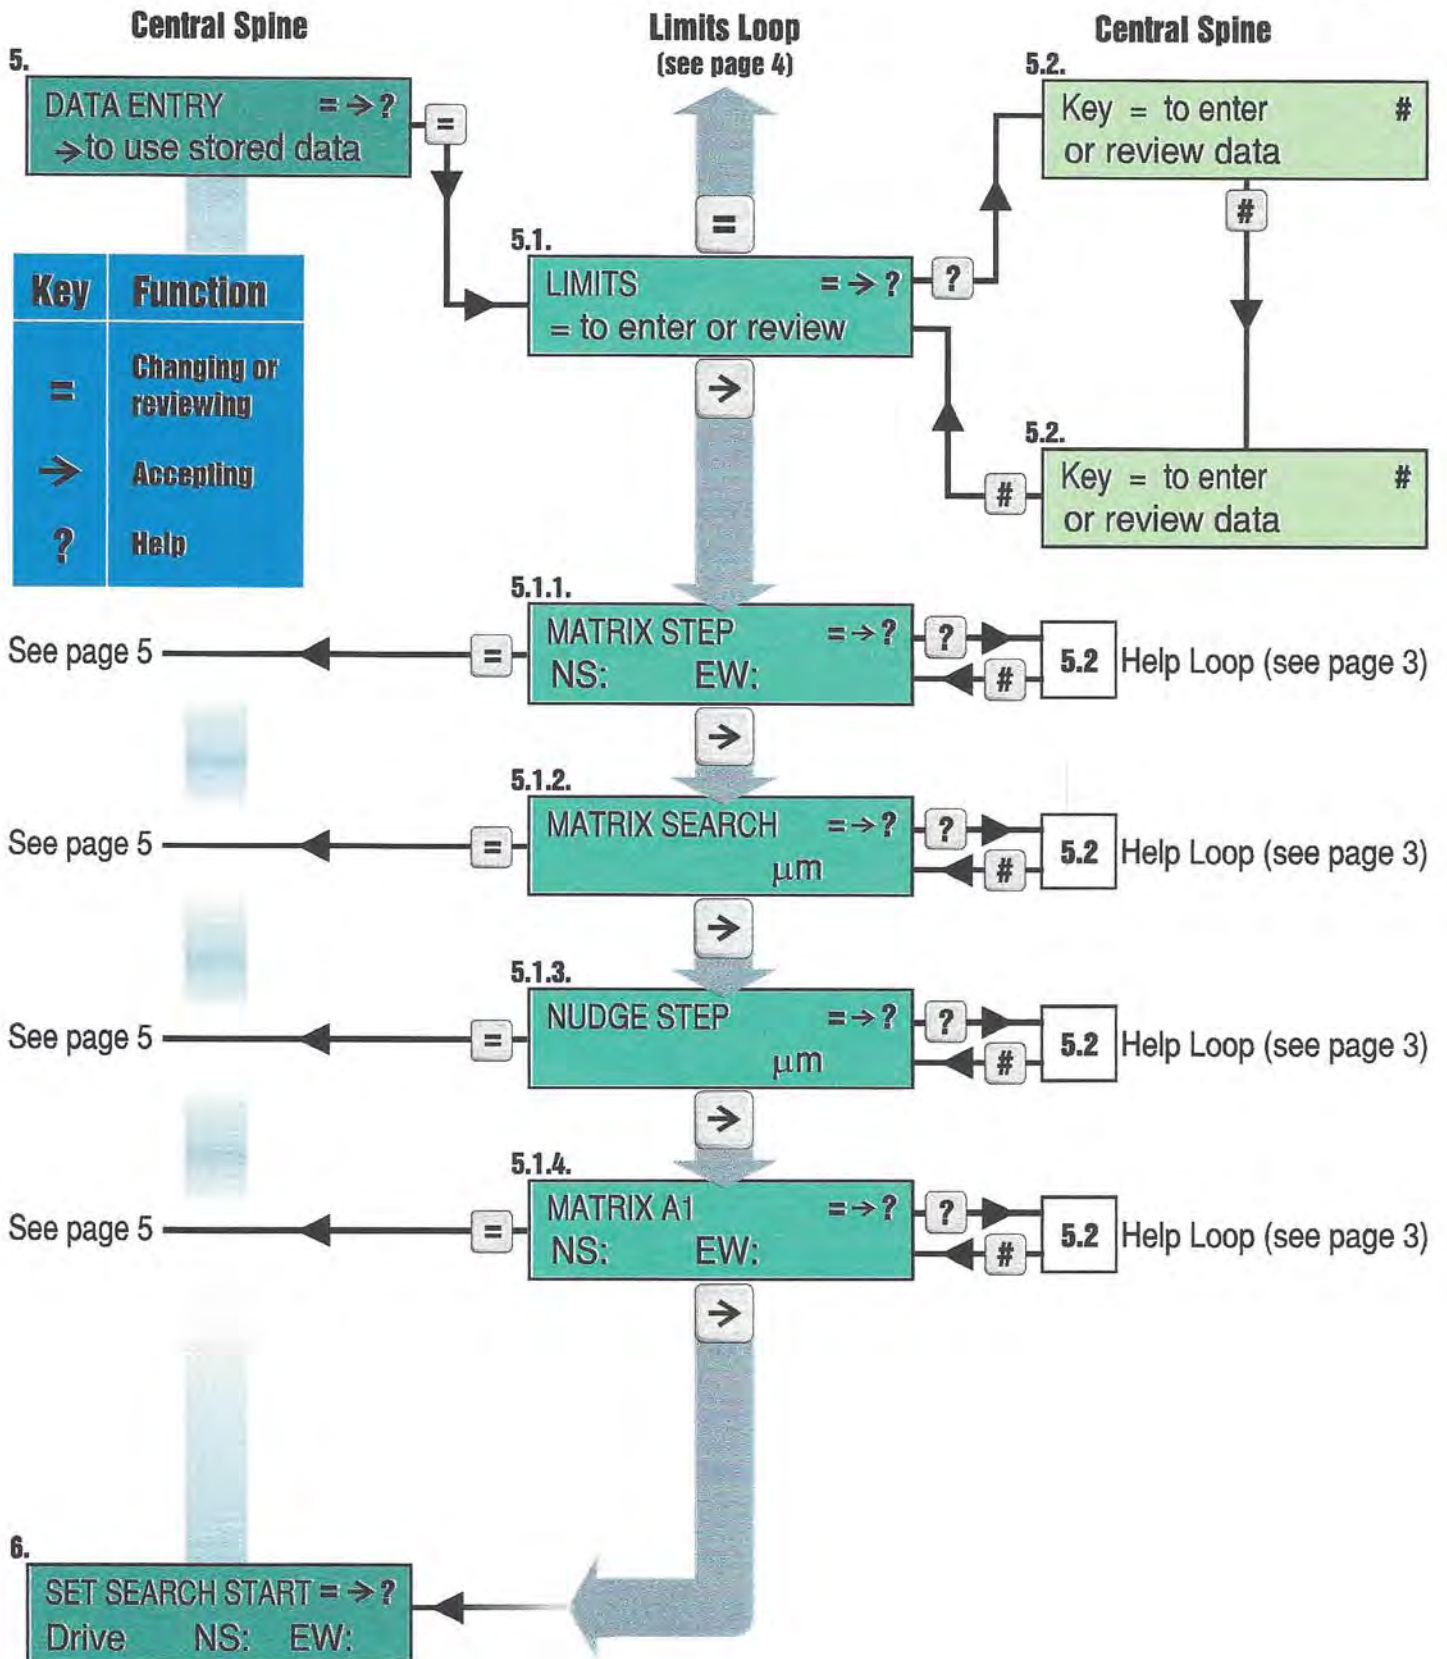 Central Spine
Limits Loop
(see page 4)
Central Spine
5.
DATA ENTRY = → ?
→ to use stored data
=
5.2.
Key = to enter #
or review data
#
=
5.1.
LIMITS = → ?
= to enter or review
?
→
Key Function
= Changing or
reviewing
→ Accepting
? Help
5.2.
Key = to enter #
or review data
#
5.1.1.
See page 5
=
MATRIX STEP = → ?
NS: EW:
?
#
5.2 Help Loop (see page 3)
→
5.1.2.
See page 5
=
MATRIX SEARCH = → ?
μm
?
#
5.2 Help Loop (see page 3)
→
5.1.3.
See page 5
=
NUDGE STEP = → ?
μm
?
#
5.2 Help Loop (see page 3)
→
5.1.4.
See page 5
=
MATRIX A1 = → ?
NS: EW:
?
#
5.2 Help Loop (see page 3)
→
6.
SET SEARCH START = → ?
Drive NS: EW: